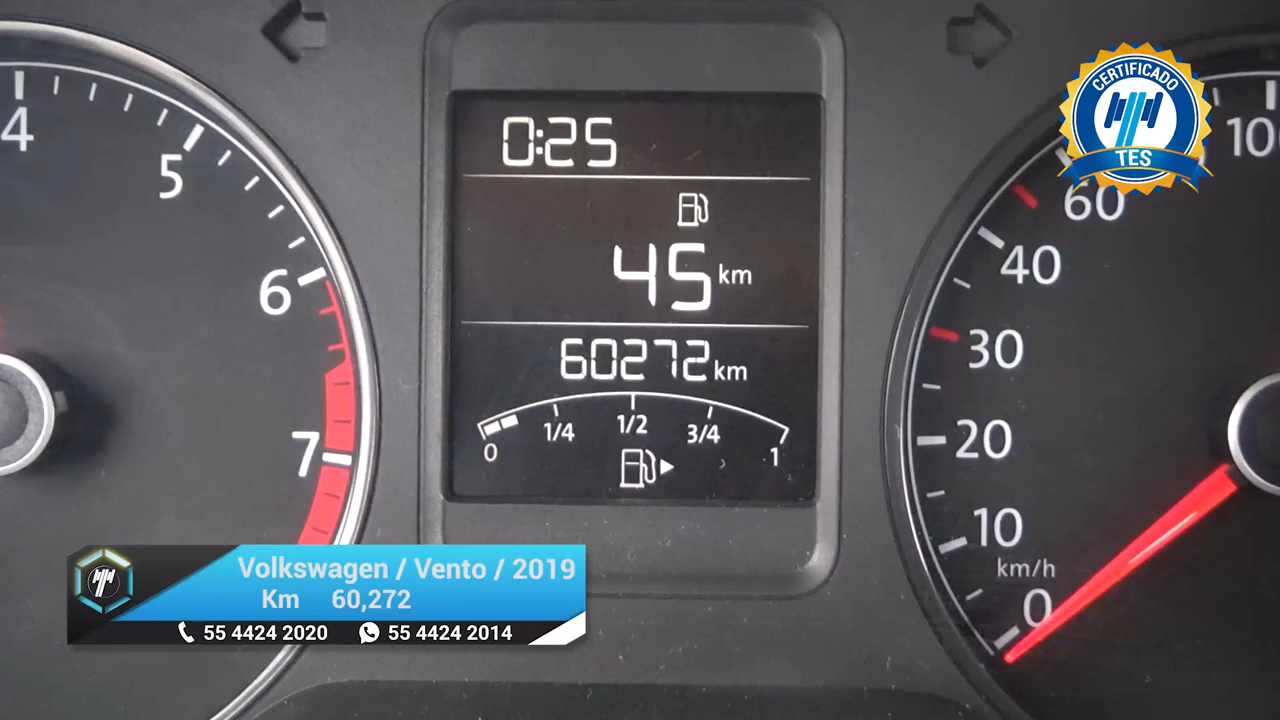 0:25
45 km
60272 km
0 1/4 1/2 3/4 1
4
5
6
7
0
10
20
30
40
60
100
km/h
CERTIFICADO
TES
Volkswagen / Vento / 2019
Km 60,272
55 4424 2020 55 4424 2014